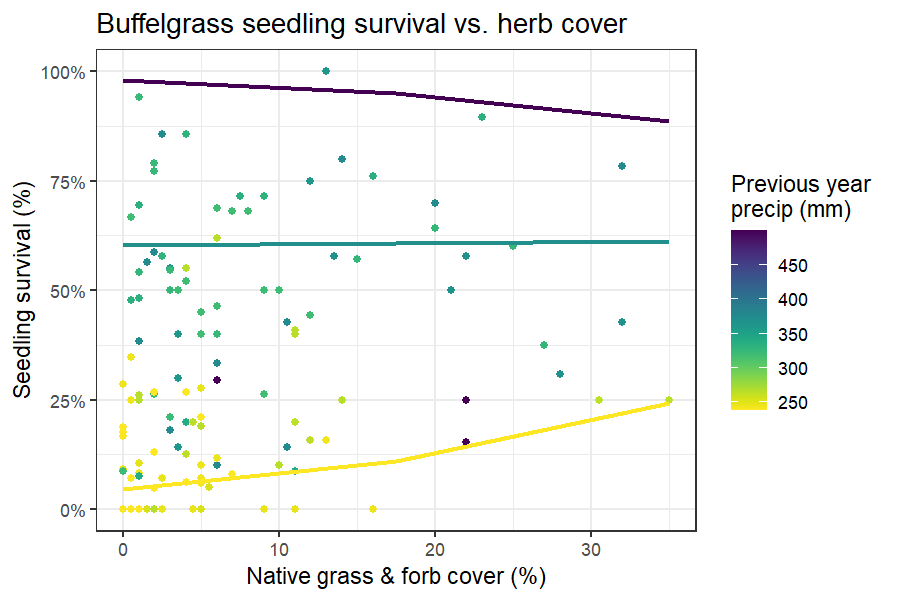 Buffelgrass seedling survival vs. herb cover
100%
75%
50%
25%
0%
Seedling survival (%)
0
10
20
30
Native grass & forb cover (%)
Previous year
precip (mm)
450
400
350
300
250